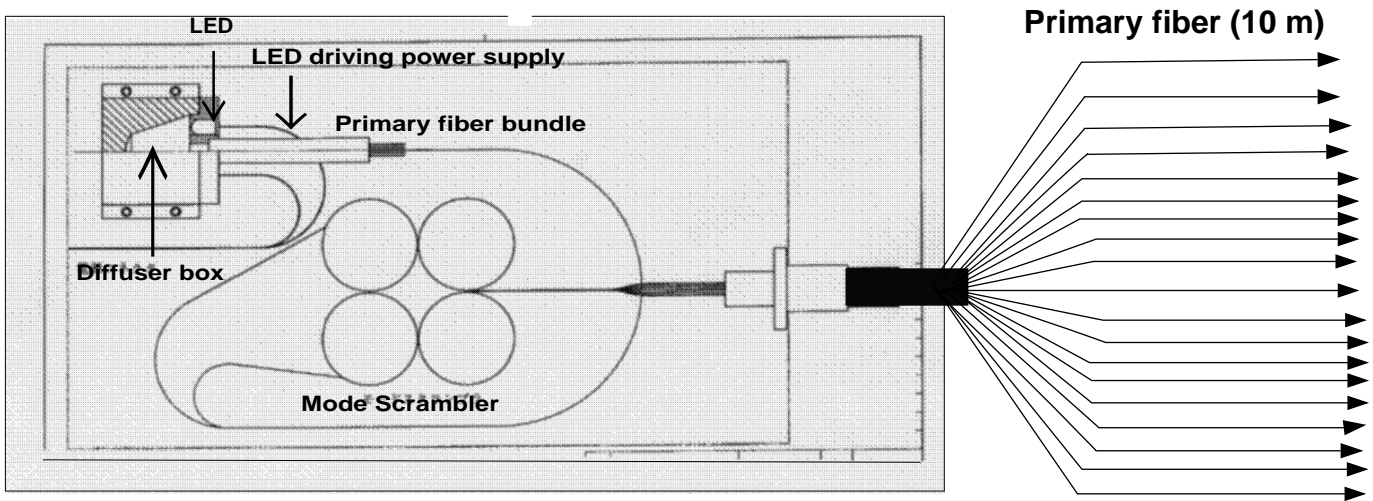 Primary fiber (10 m)
LED
LED driving power supply
Primary fiber bundle
Diffuser box
Mode Scrambler